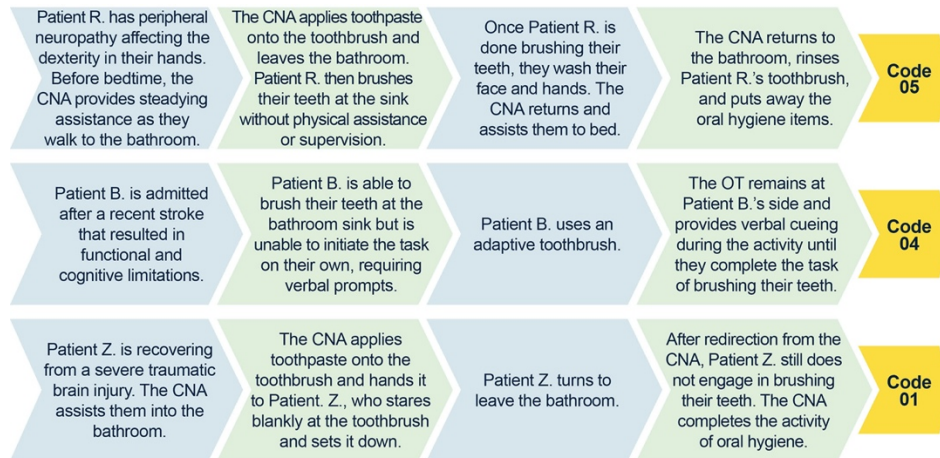 Patient R. has peripheral
neuropathy affecting the
dexterity in their hands.
Before bedtime, the
CNA provides steadying
assistance as they
walk to the bathroom.
The CNA applies toothpaste
onto the toothbrush and
leaves the bathroom.
Patient R. then brushes
their teeth at the sink
without physical assistance
or supervision.
Once Patient R. is
done brushing their
teeth, they wash their
face and hands. The
CNA returns and
assists them to bed.
The CNA returns to
the bathroom, rinses
Patient R.'s toothbrush,
and puts away the
oral hygiene items.
Code
05
Patient B. is admitted
after a recent stroke
that resulted in
functional and
cognitive limitations.
Patient B. is able to
brush their teeth at the
bathroom sink but is
unable to initiate the task
on their own, requiring
verbal prompts.
Patient B. uses an
adaptive toothbrush.
The OT remains at
Patient B.'s side and
provides verbal cueing
during the activity until
they complete the task
of brushing their teeth.
Code
04
Patient Z. is recovering
from a severe traumatic
brain injury. The CNA
assists them into the
bathroom.
The CNA applies
toothpaste onto the
toothbrush and hands it
to Patient. Z., who stares
blankly at the toothbrush
and sets it down.
Patient Z. turns to
leave the bathroom.
After redirection from the
CNA, Patient Z. still does
not engage in brushing
their teeth. The CNA
completes the activity
of oral hygiene.
Code
01